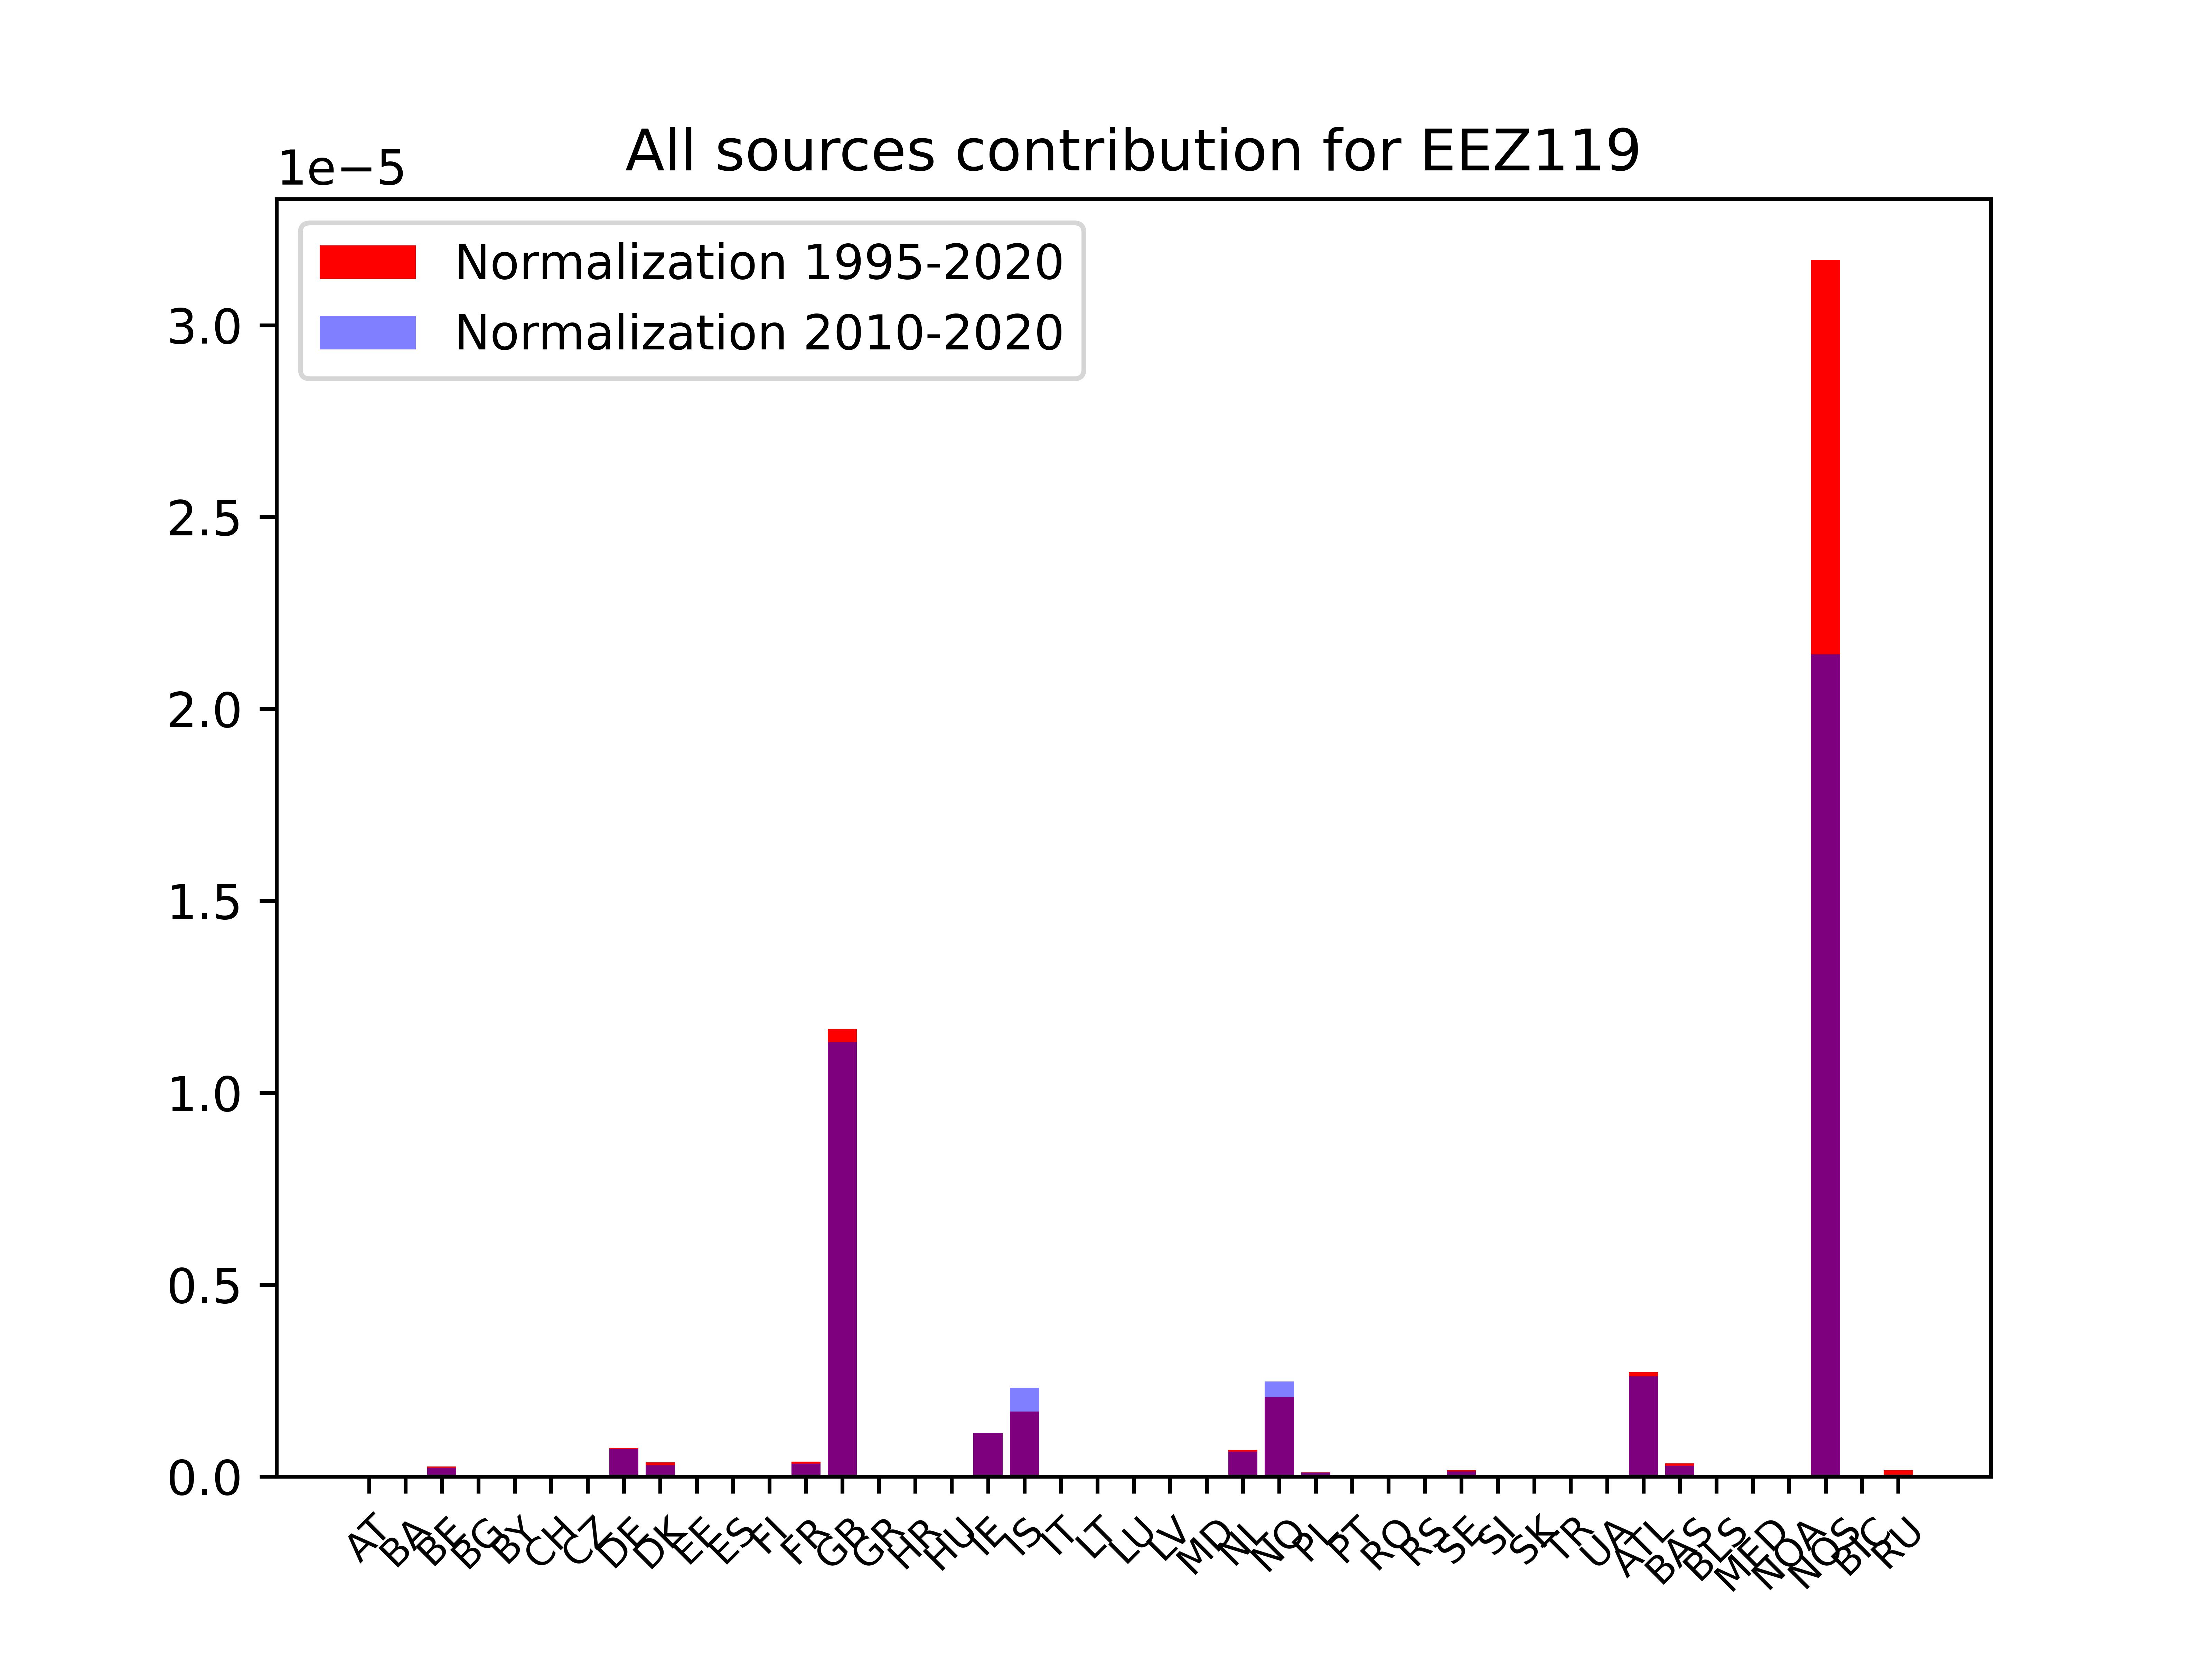 All sources contribution for EEZ119
1e−5
Normalization 1995-2020
Normalization 2010-2020
3.0
2.5
2.0
1.5
1.0
0.5
0.0
AT BA BE BG BY CH CZ DE DK EE ES FI FR GB GR HR HU IE IS IT LT LU LV MD NL NO PL PT RO RS SE SI SK TR UA ATL BAS BLS MED NOA NOS BIC RU